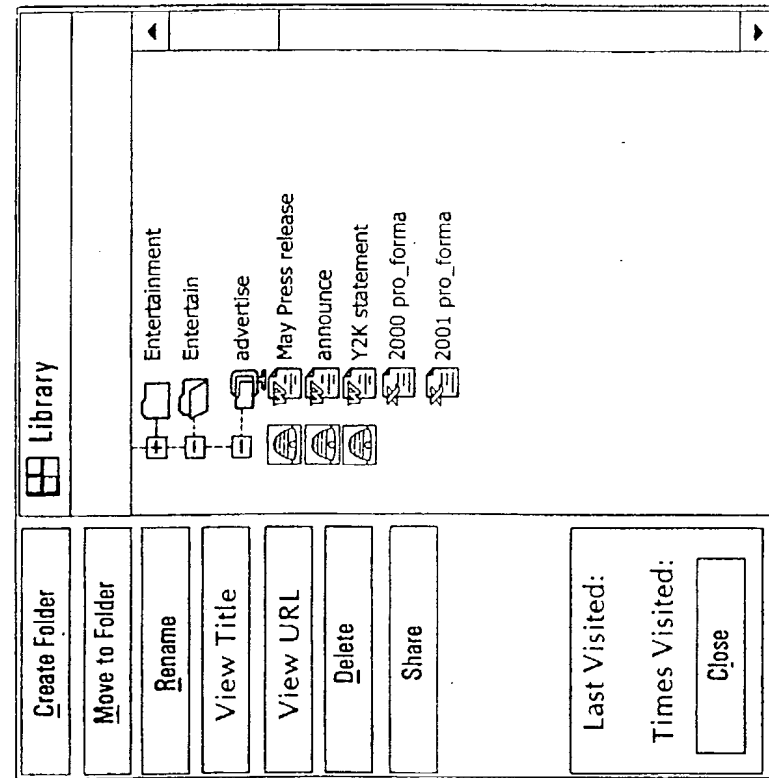 Create Folder
Move to Folder
Rename
View Title
View URL
Delete
Share
Last Visited:
Times Visited:
Close
Library
Entertainment
Entertain
advertise
May Press release
announce
Y2K statement
2000 pro_forma
2001 pro_forma